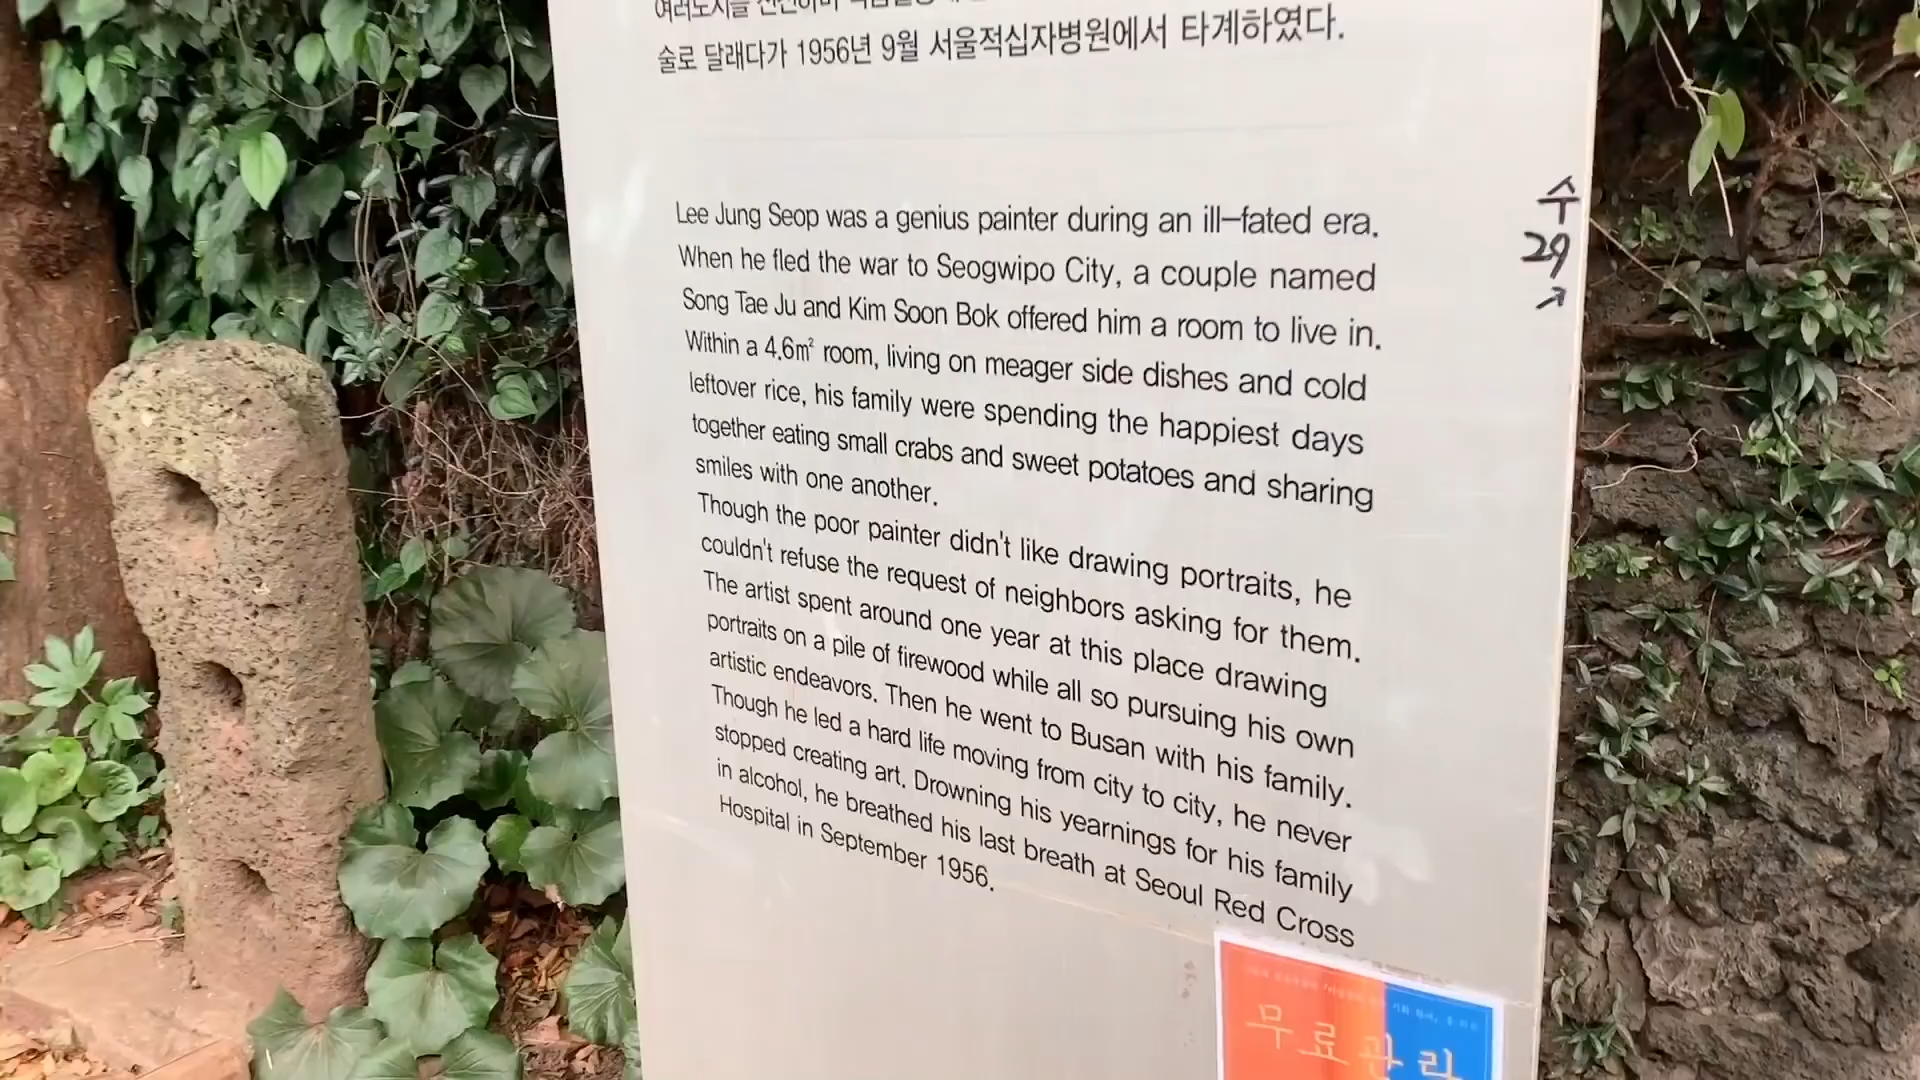 술로 달래다가 1956년 9월 서울적십자병원에서 타계하였다.
Lee Jung Seop was a genius painter during an ill–fated era.
When he fled the war to Seogwipo City, a couple named
Song Tae Ju and Kim Soon Bok offered him a room to live in.
Within a 4.6㎡ room, living on meager side dishes and cold
leftover rice, his family were spending the happiest days
together eating small crabs and sweet potatoes and sharing
smiles with one another.
Though the poor painter didn't like drawing portraits, he
couldn't refuse the request of neighbors asking for them.
The artist spent around one year at this place drawing
portraits on a pile of firewood while all so pursuing his own
artistic endeavors. Then he went to Busan with his family.
Though he led a hard life moving from city to city, he never
stopped creating art. Drowning his yearnings for his family
in alcohol, he breathed his last breath at Seoul Red Cross
Hospital in September 1956.
수
29
↗
무료관람